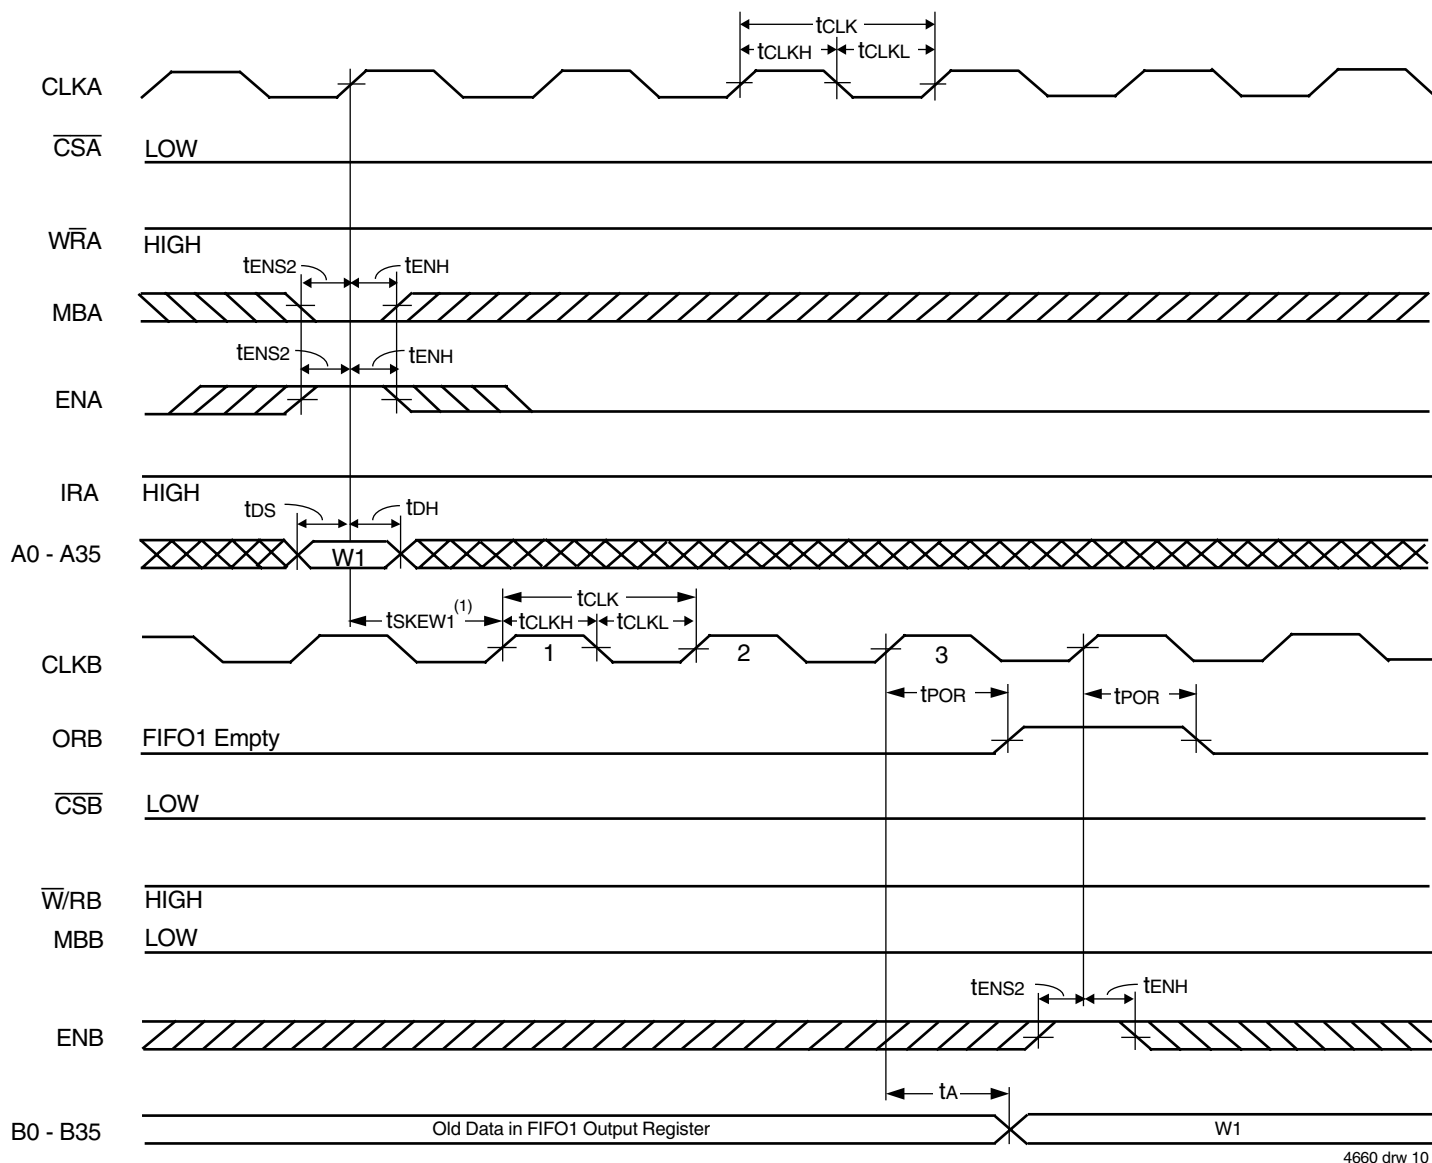 tCLK
tCLKH tCLKL
CLKA
CSA LOW
WRA HIGH
tENS2 tENH
MBA
tENS2 tENH
ENA
IRA HIGH
tDS tDH
A0 - A35 W1
tCLK
tSKEW1(1) tCLKH tCLKL
CLKB 1 2 3
tPOR tPOR
ORB FIFO1 Empty
CSB LOW
W/RB HIGH
MBB LOW
tENS2 tENH
ENB
tA
B0 - B35 Old Data in FIFO1 Output Register W1
4660 drw 10